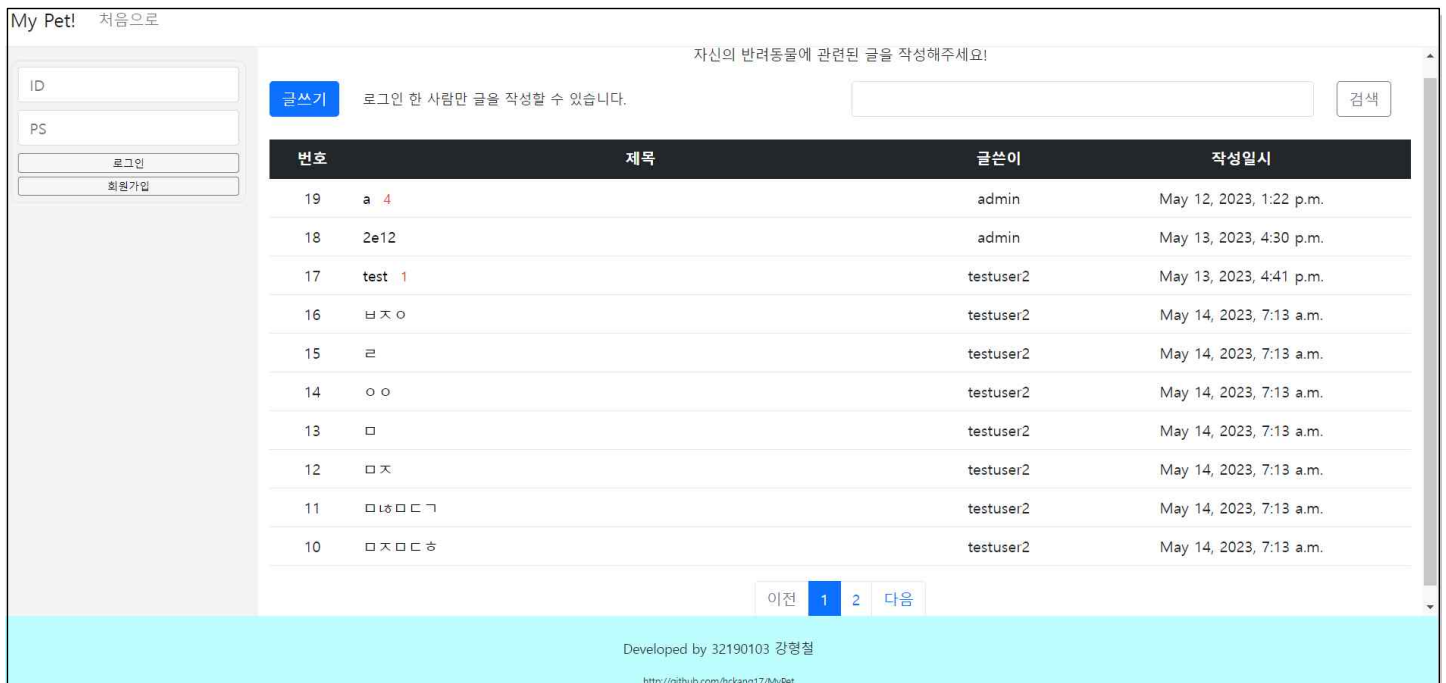 My Pet! 처음으로
자신의 반려동물에 관련된 글을 작성해주세요!
ID
PS
로그인
회원가입
글쓰기 로그인 한 사람만 글을 작성할 수 있습니다. 검색
번호 제목 글쓴이 작성일시
19 a 4 admin May 12, 2023, 1:22 p.m.
18 2e12 admin May 13, 2023, 4:30 p.m.
17 test 1 testuser2 May 13, 2023, 4:41 p.m.
16 ㅂㅈㅇ testuser2 May 14, 2023, 7:13 a.m.
15 ㄹ testuser2 May 14, 2023, 7:13 a.m.
14 ㅇㅇ testuser2 May 14, 2023, 7:13 a.m.
13 ㅁ testuser2 May 14, 2023, 7:13 a.m.
12 ㅁㅈ testuser2 May 14, 2023, 7:13 a.m.
11 ㅁㄶㅁㄷㄱ testuser2 May 14, 2023, 7:13 a.m.
10 ㅁㅈㅁㄷㅎ testuser2 May 14, 2023, 7:13 a.m.
이전 1 2 다음
Developed by 32190103 강형철
http://github.com/hckang17/MyPet